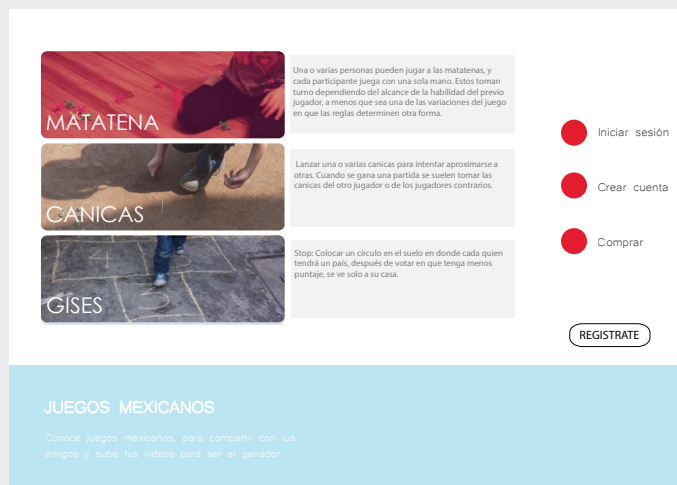 MATATENA
Una o varias personas pueden jugar a las matatenas, y
cada participante juega con una sola mano. Estos toman
turno dependiendo del alcance de la habilidad del previo
jugador, a menos que sea una de las variaciones del juego
en que las reglas determinen otra forma.
CANICAS
Lanzar una o varias canicas para intentar aproximarse a
otras. Cuando se gana una partida se suelen tomar las
canicas del otro jugador o de los jugadores contrarios.
GISES
Stop: Colocar un círculo en el suelo en donde cada quien
tendrá un país, después de votar en que tenga menos
puntaje, se ve solo a su casa.
Iniciar sesión
Crear cuenta
Comprar
REGISTRATE
JUEGOS MEXICANOS
Conoce juegos mexicanos, para compartir con tus
amigos y sube tus videos para ser el ganador.